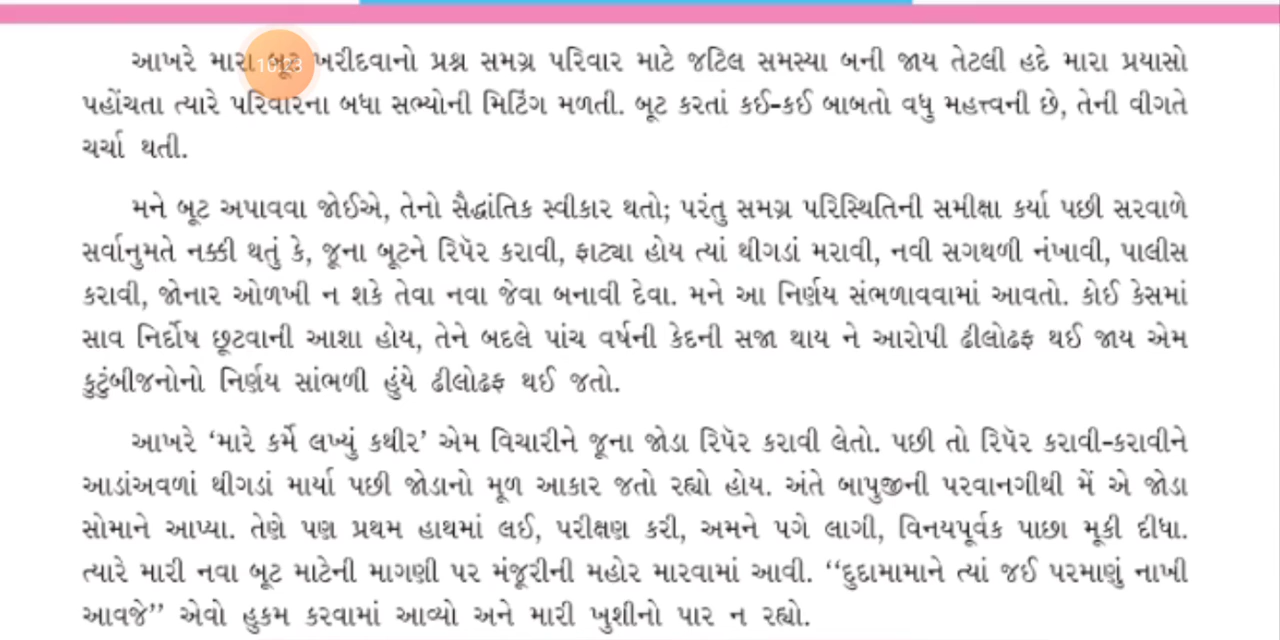 આખરે મારા બૂટ ખરીદવાનો પ્રશ્ન સમગ્ર પરિવાર માટે જટિલ સમસ્યા બની જાય તેટલી હદે મારા પ્રયાસો
પહોંચતા ત્યારે પરિવારના બધા સભ્યોની મિટિંગ મળતી. બૂટ કરતાં કઈ-કઈ બાબતો વધુ મહત્ત્વની છે, તેની વીગતે
ચર્ચા થતી.
મને બૂટ અપાવવા જોઈએ, તેનો સૈદ્ધાંતિક સ્વીકાર થતો; પરંતુ સમગ્ર પરિસ્થિતિની સમીક્ષા કર્યા પછી સરવાળે
સર્વાનુમતે નક્કી થતું કે, જૂના બૂટને રિપૅર કરાવી, ફાટ્યા હોય ત્યાં થીગડાં મરાવી, નવી સગથળી નંખાવી, પાલીસ
કરાવી, જોનાર ઓળખી ન શકે તેવા નવા જેવા બનાવી દેવા. મને આ નિર્ણય સંભળાવવામાં આવતો. કોઈ કેસમાં
સાવ નિર્દોષ છૂટવાની આશા હોય, તેને બદલે પાંચ વર્ષની કેદની સજા થાય ને આરોપી ઢીલોઢફ થઈ જાય એમ
કુટુંબીજનોનો નિર્ણય સાંભળી હુંયે ઢીલોઢફ થઈ જતો.
આખરે ‘મારે કર્મે લખ્યું કથીર’ એમ વિચારીને જૂના જોડા રિપૅર કરાવી લેતો. પછી તો રિપૅર કરાવી-કરાવીને
આડાંઅવળાં થીગડાં માર્યા પછી જોડાનો મૂળ આકાર જતો રહ્યો હોય. અંતે બાપુજીની પરવાનગીથી મેં એ જોડા
સોમાને આપ્યા. તેણે પણ પ્રથમ હાથમાં લઈ, પરીક્ષણ કરી, અમને પગે લાગી, વિનયપૂર્વક પાછા મૂકી દીધા.
ત્યારે મારી નવા બૂટ માટેની માગણી પર મંજૂરીની મહોર મારવામાં આવી. “દુદામામાને ત્યાં જઈ પરમાણું નાખી
આવજે” એવો હુકમ કરવામાં આવ્યો અને મારી ખુશીનો પાર ન રહ્યો.
10:23